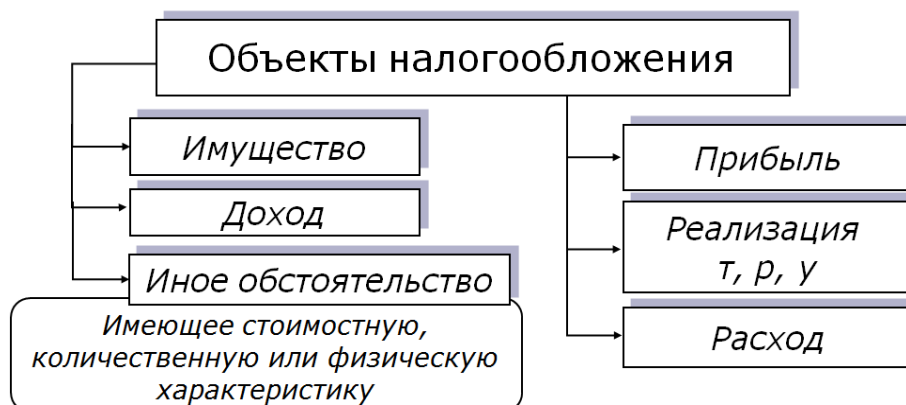 Объекты налогообложения
Имущество
Доход
Иное обстоятельство
Имеющее стоимостную,
количественную или физическую
характеристику
Прибыль
Реализация
т, р, у
Расход